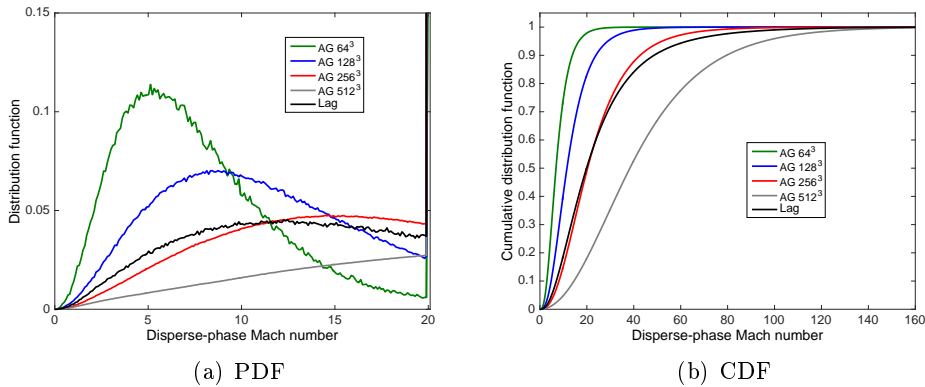 0.15
0.1
0.05
0
Distribution function
AG 64³
AG 128³
AG 256³
AG 512³
Lag
0 5 10 15 20
Disperse-phase Mach number
(a) PDF
1
0.9
0.8
0.7
0.6
0.5
0.4
0.3
0.2
0.1
0
Cumulative distribution function
AG 64³
AG 128³
AG 256³
AG 512³
Lag
0 20 40 60 80 100 120 140 160
Disperse-phase Mach number
(b) CDF